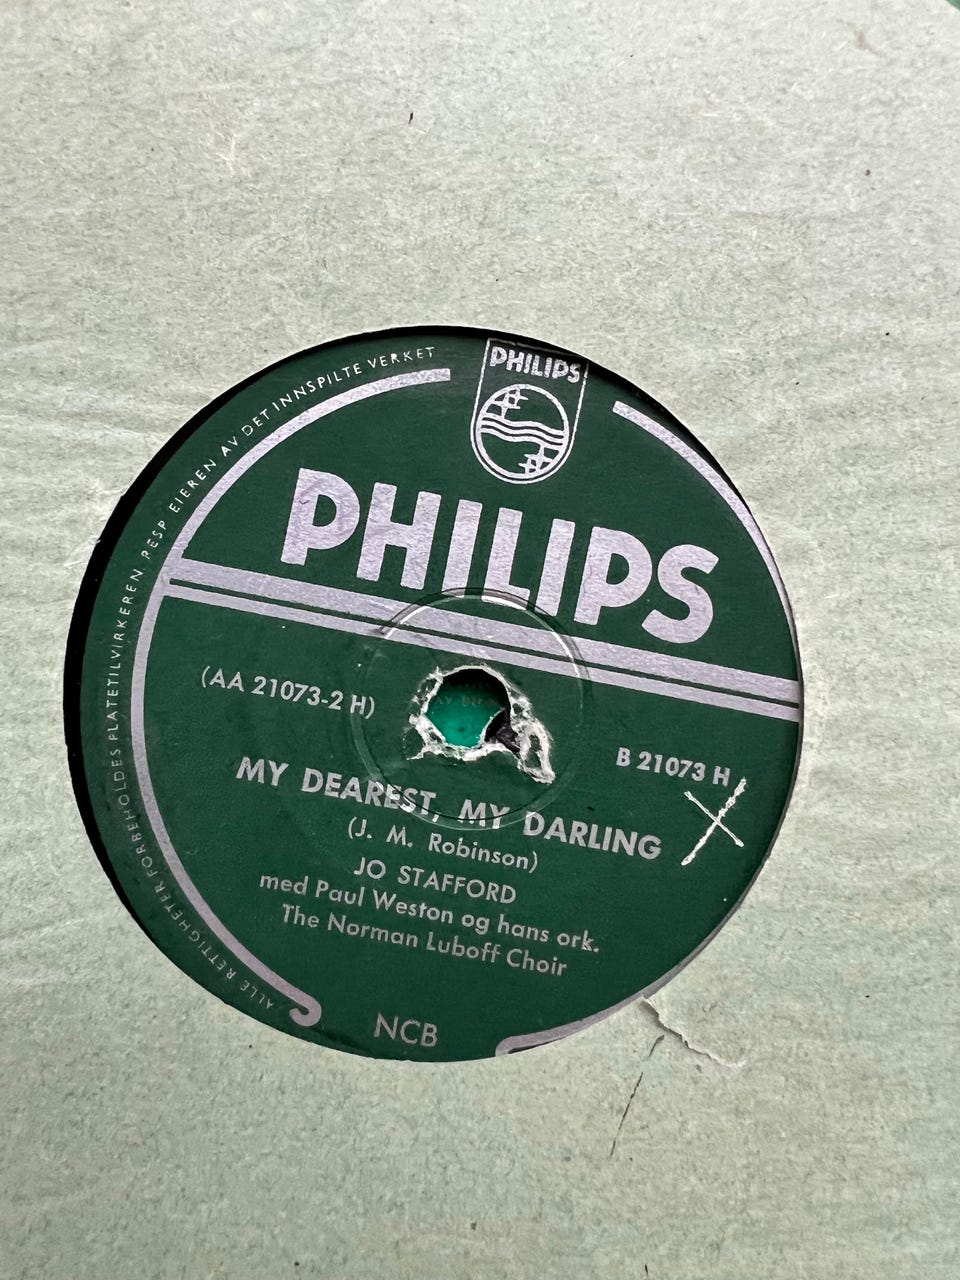 PHILIPS
PHILIPS
(AA 21073-2 H)
B 21073 H
MY DEAREST, MY DARLING
(J. M. Robinson)
JO STAFFORD
med Paul Weston og hans ork.
The Norman Luboff Choir
NCB
ALLE RETTIGHETER FORBEHOLDES PLATETILVIRKEREN, RESP EIEREN AV DET INNSPILTE VERKET